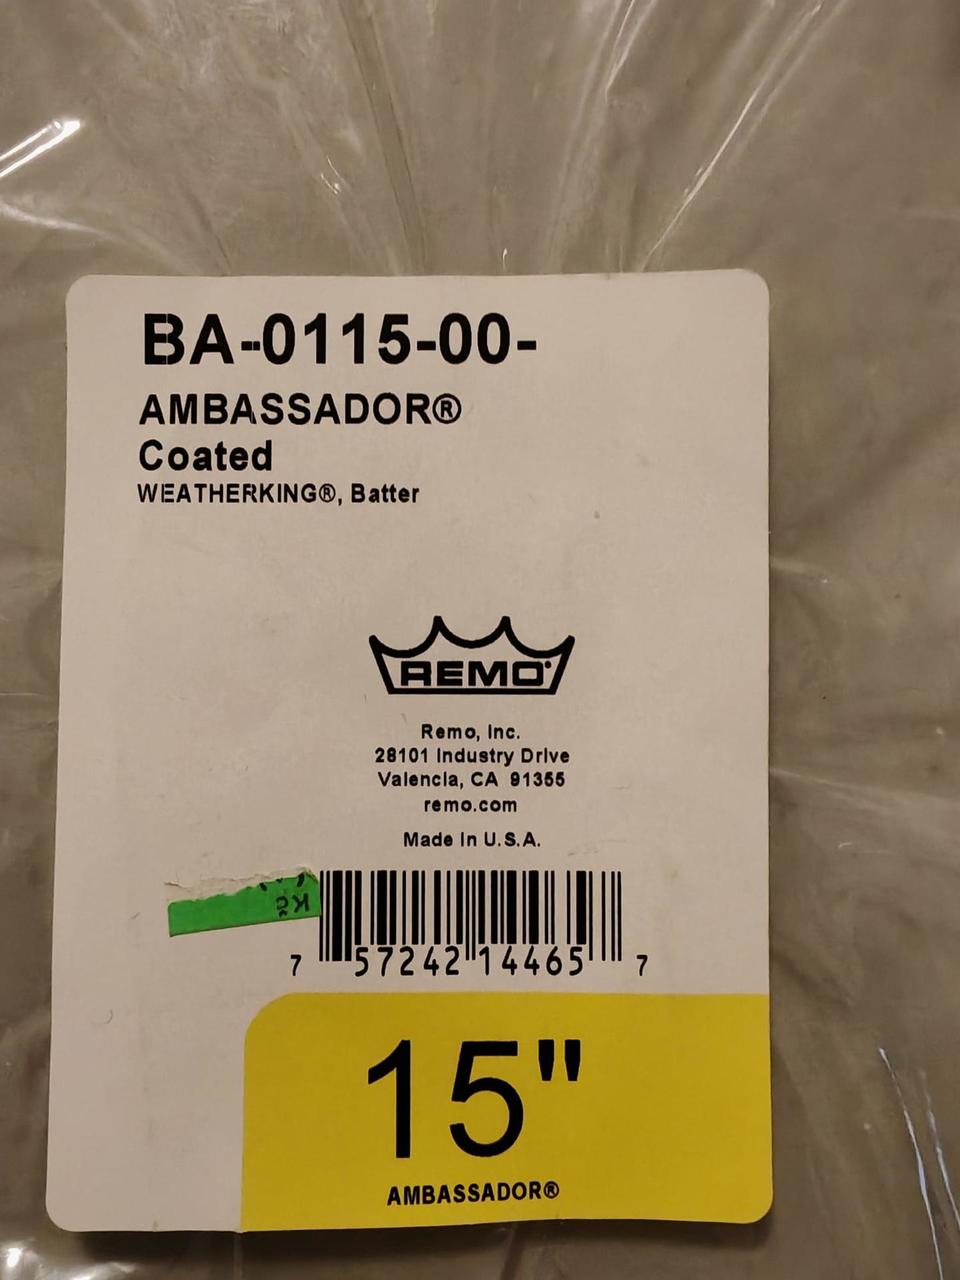 BA-0115-00-
AMBASSADOR®
Coated
WEATHERKING®, Batter
REMO
Remo, Inc.
28101 Industry Drive
Valencia, CA 91355
remo.com
Made in U.S.A.
Kč
7 57242 14465 7
15"
AMBASSADOR®